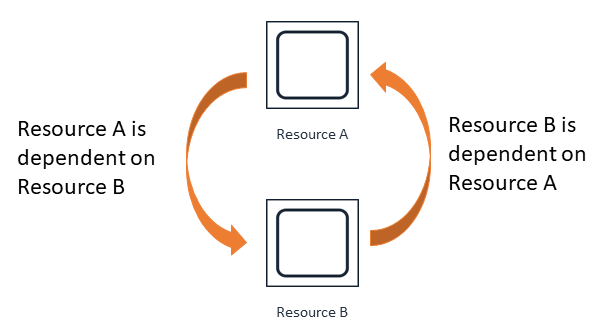 Resource A
Resource A is
dependent on
Resource B
Resource B is
dependent on
Resource A
Resource B